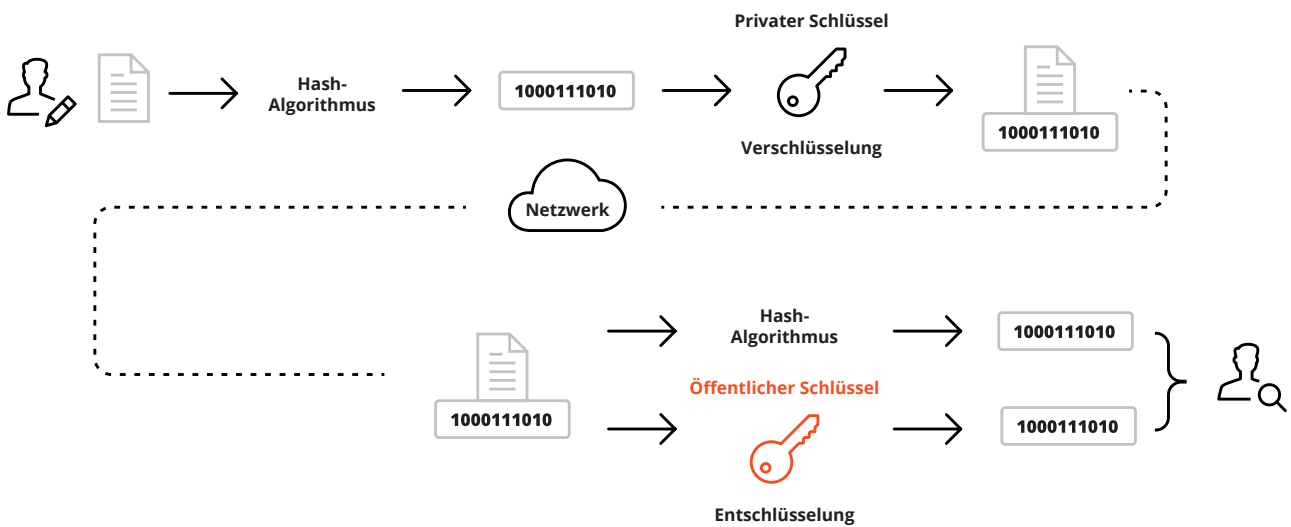 Privater Schlüssel
Hash-
Algorithmus
1000111010
Verschlüsselung
1000111010
Netzwerk
Hash-
Algorithmus
1000111010
Öffentlicher Schlüssel
1000111010
1000111010
Entschlüsselung